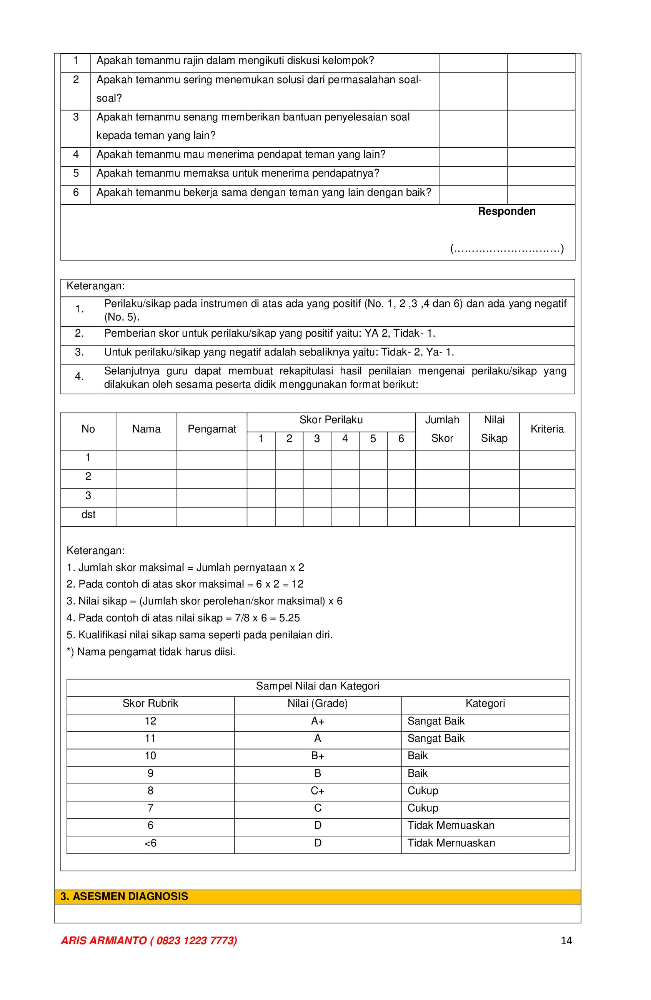 1 Apakah temanmu rajin dalam mengikuti diskusi kelompok?
2 Apakah temanmu sering menemukan solusi dari permasalahan soal-
soal?
3 Apakah temanmu senang memberikan bantuan penyelesaian soal
kepada teman yang lain?
4 Apakah temanmu mau menerima pendapat teman yang lain?
5 Apakah temanmu memaksa untuk menerima pendapatnya?
6 Apakah temanmu bekerja sama dengan teman yang lain dengan baik?
Responden
(…………………………)
Keterangan:
1. Perilaku/sikap pada instrumen di atas ada yang positif (No. 1, 2 ,3 ,4 dan 6) dan ada yang negatif
(No. 5).
2. Pemberian skor untuk perilaku/sikap yang positif yaitu: YA 2, Tidak- 1.
3. Untuk perilaku/sikap yang negatif adalah sebaliknya yaitu: Tidak- 2, Ya- 1.
4. Selanjutnya guru dapat membuat rekapitulasi hasil penilaian mengenai perilaku/sikap yang
dilakukan oleh sesama peserta didik menggunakan format berikut:
No Nama Pengamat Skor Perilaku Jumlah Skor Nilai Sikap Kriteria
1 2 3 4 5 6
1
2
3
dst
Keterangan:
1. Jumlah skor maksimal = Jumlah pernyataan x 2
2. Pada contoh di atas skor maksimal = 6 x 2 = 12
3. Nilai sikap = (Jumlah skor perolehan/skor maksimal) x 6
4. Pada contoh di atas nilai sikap = 7/8 x 6 = 5.25
5. Kualifikasi nilai sikap sama seperti pada penilaian diri.
*) Nama pengamat tidak harus diisi.
Sampel Nilai dan Kategori
Skor Rubrik Nilai (Grade) Kategori
12 A+ Sangat Baik
11 A Sangat Baik
10 B+ Baik
9 B Baik
8 C+ Cukup
7 C Cukup
6 D Tidak Memuaskan
<6 D Tidak Mernuaskan
3. ASESMEN DIAGNOSIS
ARIS ARMIANTO ( 0823 1223 7773) 14